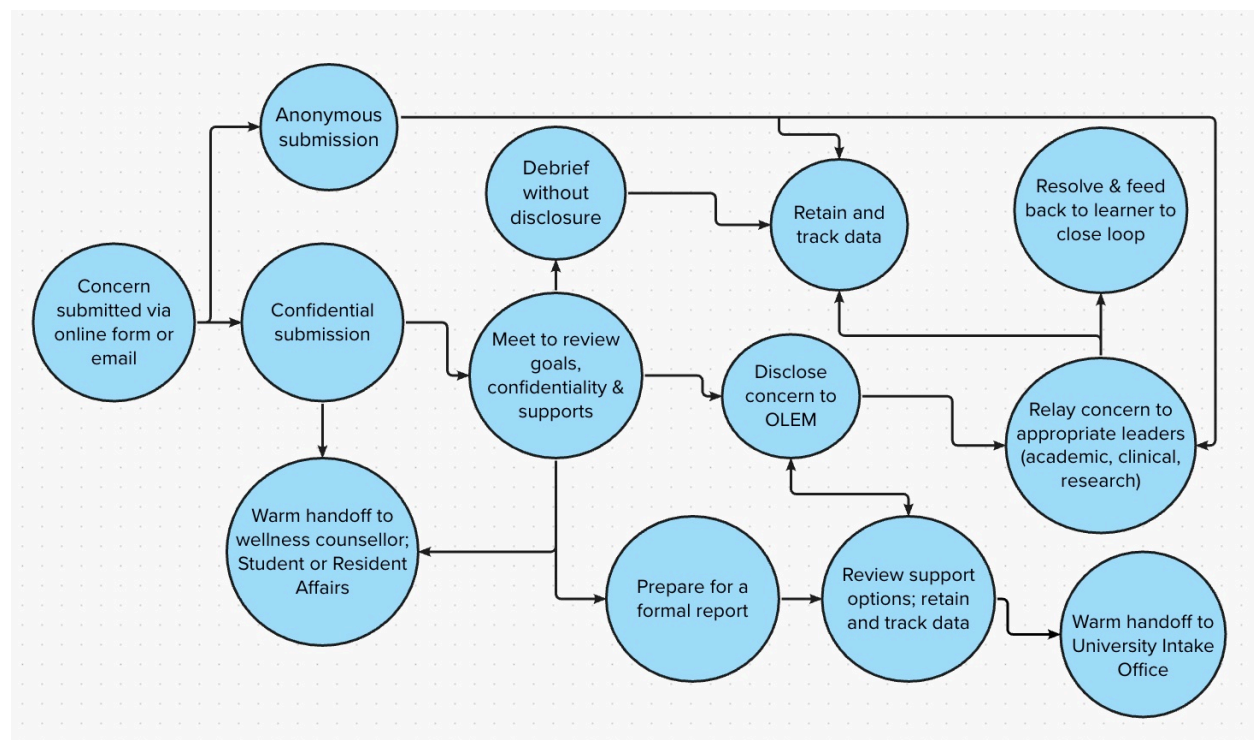 Anonymous
submission
Debrief
without
disclosure
Retain and
track data
Resolve & feed
back to learner to
close loop
Concern
submitted via
online form or
email
Confidential
submission
Meet to review
goals,
confidentiality &
supports
Disclose
concern to
OLEM
Relay concern to
appropriate leaders
(academic, clinical,
research)
Warm handoff to
wellness counsellor;
Student or Resident
Affairs
Prepare for a
formal report
Review support
options; retain
and track data
Warm handoff to
University Intake
Office